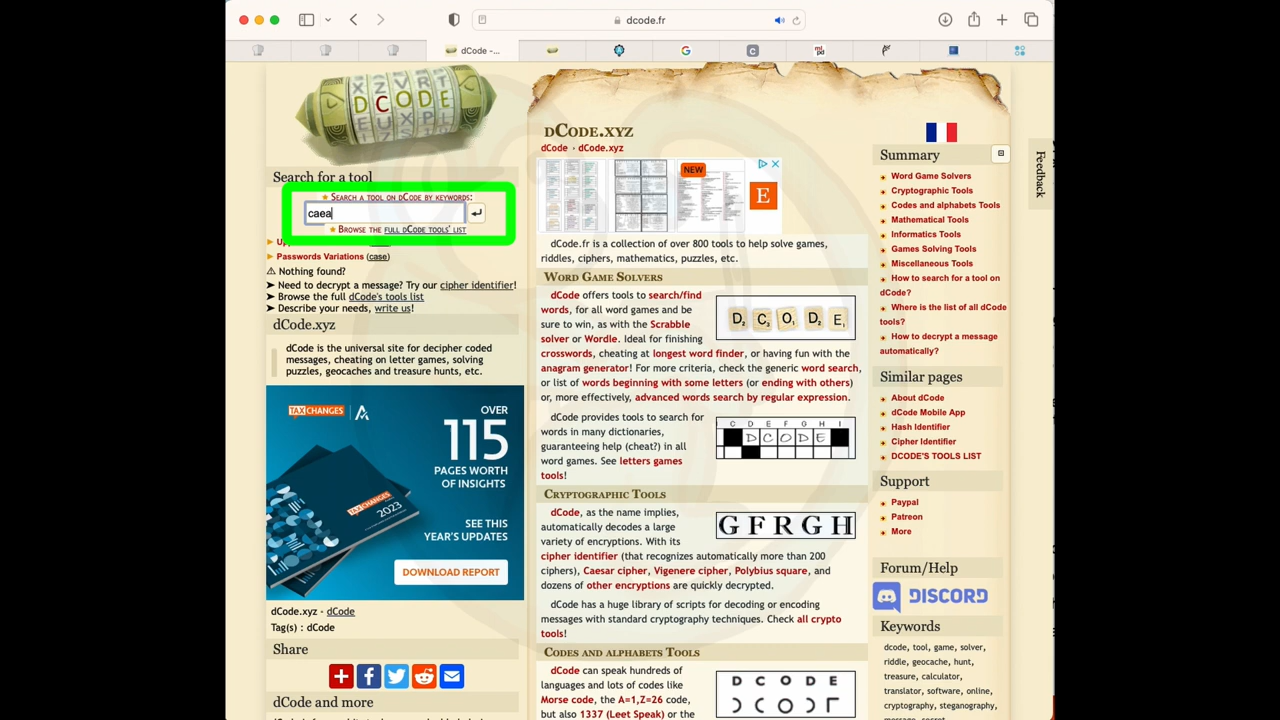 dcode.fr
dCode -...
DCODE
Search for a tool
★ Search a tool on dCode by keywords:
caea
★ Browse the full dCode tools' list
Passwords Variations (case)
⚠ Nothing found?
➤ Need to decrypt a message? Try our cipher identifier!
➤ Browse the full dCode's tools list
➤ Describe your needs, write us!
dCode.xyz
dCode is the universal site for decipher coded
messages, cheating on letter games, solving
puzzles, geocaches and treasure hunts, etc.
TAXCHANGES
OVER
115
PAGES WORTH
OF INSIGHTS
TAXCHANGES
2023
SEE THIS
YEAR'S UPDATES
DOWNLOAD REPORT
dCode.xyz - dCode
Tag(s) : dCode
Share
dCode and more
dCode.xyz
dCode › dCode.xyz
NEW
E
dCode.fr is a collection of over 800 tools to help solve games,
riddles, ciphers, mathematics, puzzles, etc.
Word Game Solvers
dCode offers tools to search/find
words, for all word games and be
sure to win, as with the Scrabble
solver or Wordle. Ideal for finishing
crosswords, cheating at longest word finder, or having fun with the
anagram generator! For more criteria, check the generic word search,
or list of words beginning with some letters (or ending with others)
or, more effectively, advanced words search by regular expression.
D2 C3 O1 D2 E1
dCode provides tools to search for
words in many dictionaries,
guaranteeing help (cheat?) in all
word games. See letters games
tools!
C D E F G H I
D C O D E
Cryptographic Tools
dCode, as the name implies,
automatically decodes a large
variety of encryptions. With its
cipher identifier (that recognizes automatically more than 200
ciphers), Caesar cipher, Vigenere cipher, Polybius square, and
dozens of other encryptions are quickly decrypted.
GFRGH
dCode has a huge library of scripts for decoding or encoding
messages with standard cryptography techniques. Check all crypto
tools!
Codes and alphabets Tools
dCode can speak hundreds of
languages and lots of codes like
Morse code, the A=1,Z=26 code,
but also 1337 (Leet Speak) or the
D C O D E
Summary
Word Game Solvers
Cryptographic Tools
Codes and alphabets Tools
Mathematical Tools
Informatics Tools
Games Solving Tools
Miscellaneous Tools
How to search for a tool on
dCode?
Where is the list of all dCode
tools?
How to decrypt a message
automatically?
Similar pages
About dCode
dCode Mobile App
Hash Identifier
Cipher Identifier
DCODE'S TOOLS LIST
Support
Paypal
Patreon
More
Forum/Help
DISCORD
Keywords
dcode, tool, game, solver,
riddle, geocache, hunt,
treasure, calculator,
translator, software, online,
cryptography, steganography,
Feedback